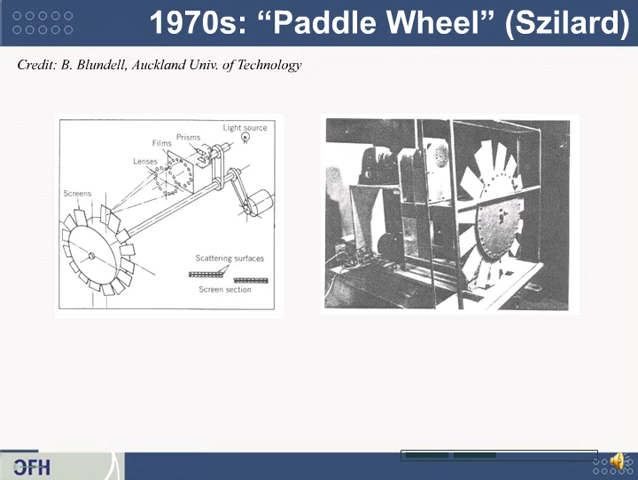 1970s: “Paddle Wheel” (Szilard)
Credit: B. Blundell, Auckland Univ. of Technology
Light source
Prisms
Films
Lenses
Screens
Scattering surfaces
Screen section
OFH